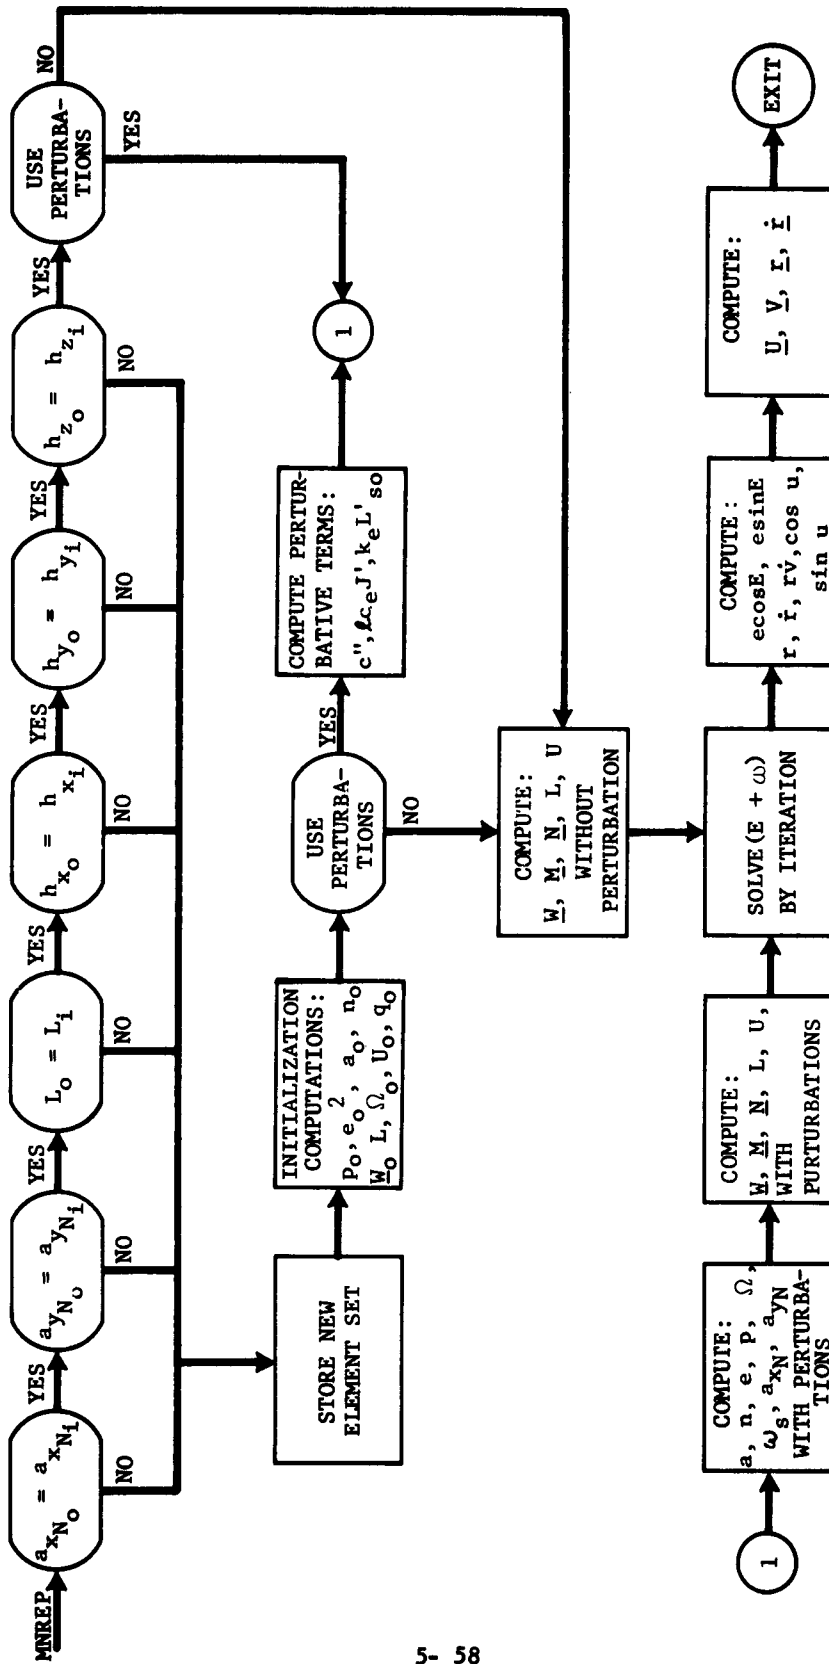 MNREP
a_{xN_o} = a_{xN_i}
YES
NO
a_{yN_o} = a_{yN_i}
YES
NO
L_o = L_i
YES
NO
h_{x_o} = h_{x_i}
YES
NO
h_{y_o} = h_{y_i}
YES
NO
h_{z_o} = h_{z_i}
YES
NO
USE
PERTURBA-
TIONS
NO
YES
STORE NEW
ELEMENT SET
INITIALIZATION
COMPUTATIONS:
p_o, e_o^2, a_o, n_o
W_o L, Ω_o, U_o, q_o
USE
PERTURBA-
TIONS
YES
NO
COMPUTE PERTUR-
BATIVE TERMS:
c", ℓc_e J', k_e L'_{so}
1
COMPUTE:
W, M, N, L, U
WITHOUT
PERTURBATION
1
COMPUTE:
a, n, e, p, Ω,
ω_s, a_{xN}, a_{yN}
WITH PERTURBA-
TIONS
COMPUTE:
W, M, N, L, U,
WITH
PURTURBATIONS
SOLVE(E + ω)
BY ITERATION
COMPUTE:
ecosE, esinE
r, ṙ, rv̇, cos u,
sin u
COMPUTE:
U, V, r, ṙ
EXIT
5- 58